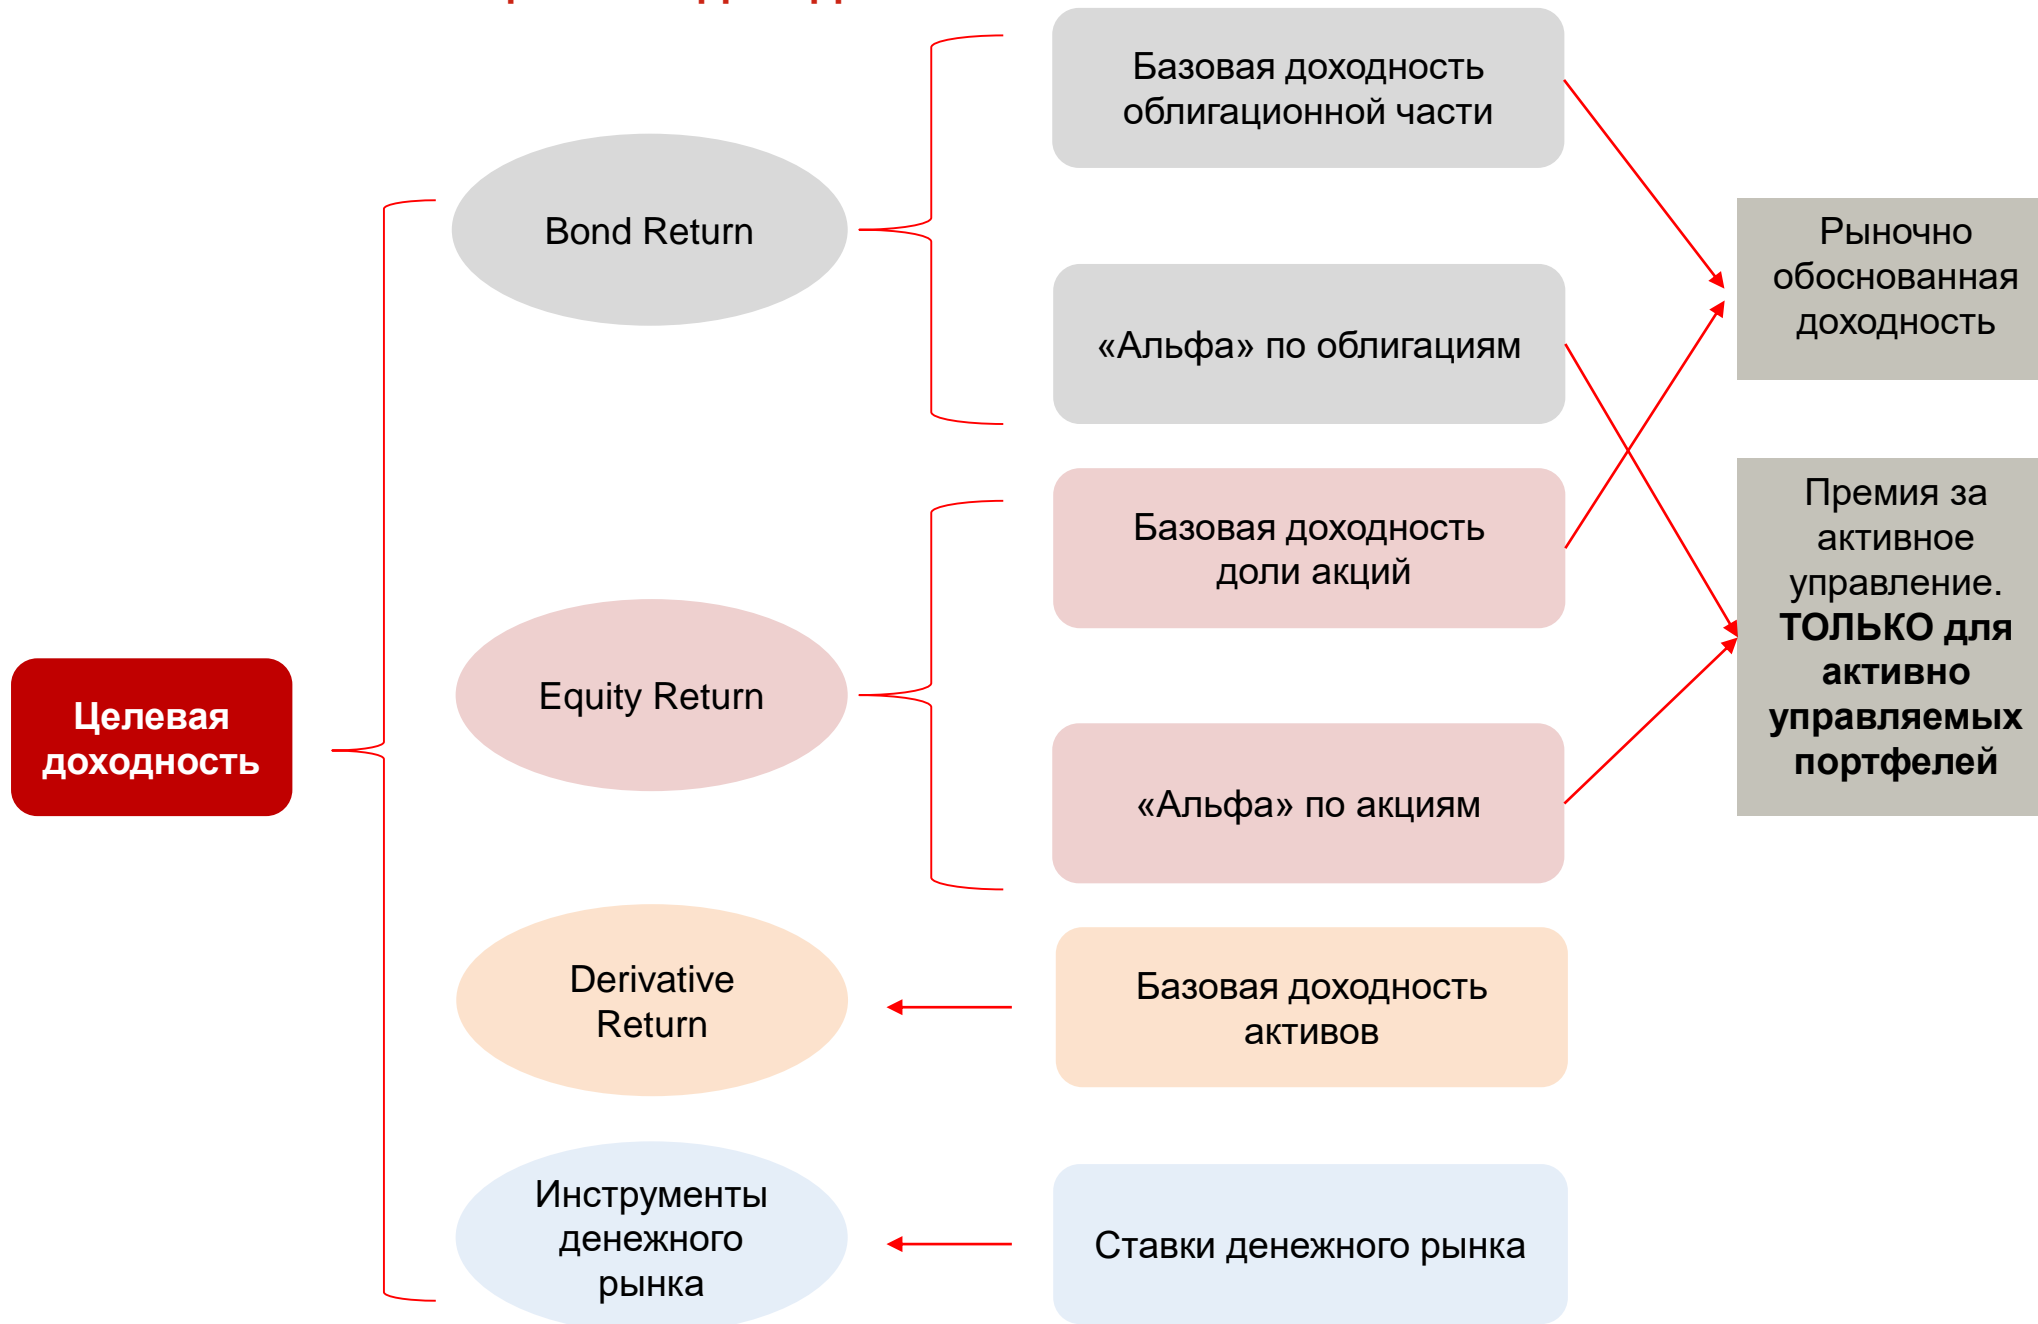 Базовая доходность
облигационной части
Bond Return
«Альфа» по облигациям
Рыночно
обоснованная
доходность
Базовая доходность
доли акций
Премия за
активное
управление.
ТОЛЬКО для
активно
управляемых
портфелей
Equity Return
Целевая
доходность
«Альфа» по акциям
Derivative
Return
Базовая доходность
активов
Инструменты
денежного
рынка
Ставки денежного рынка